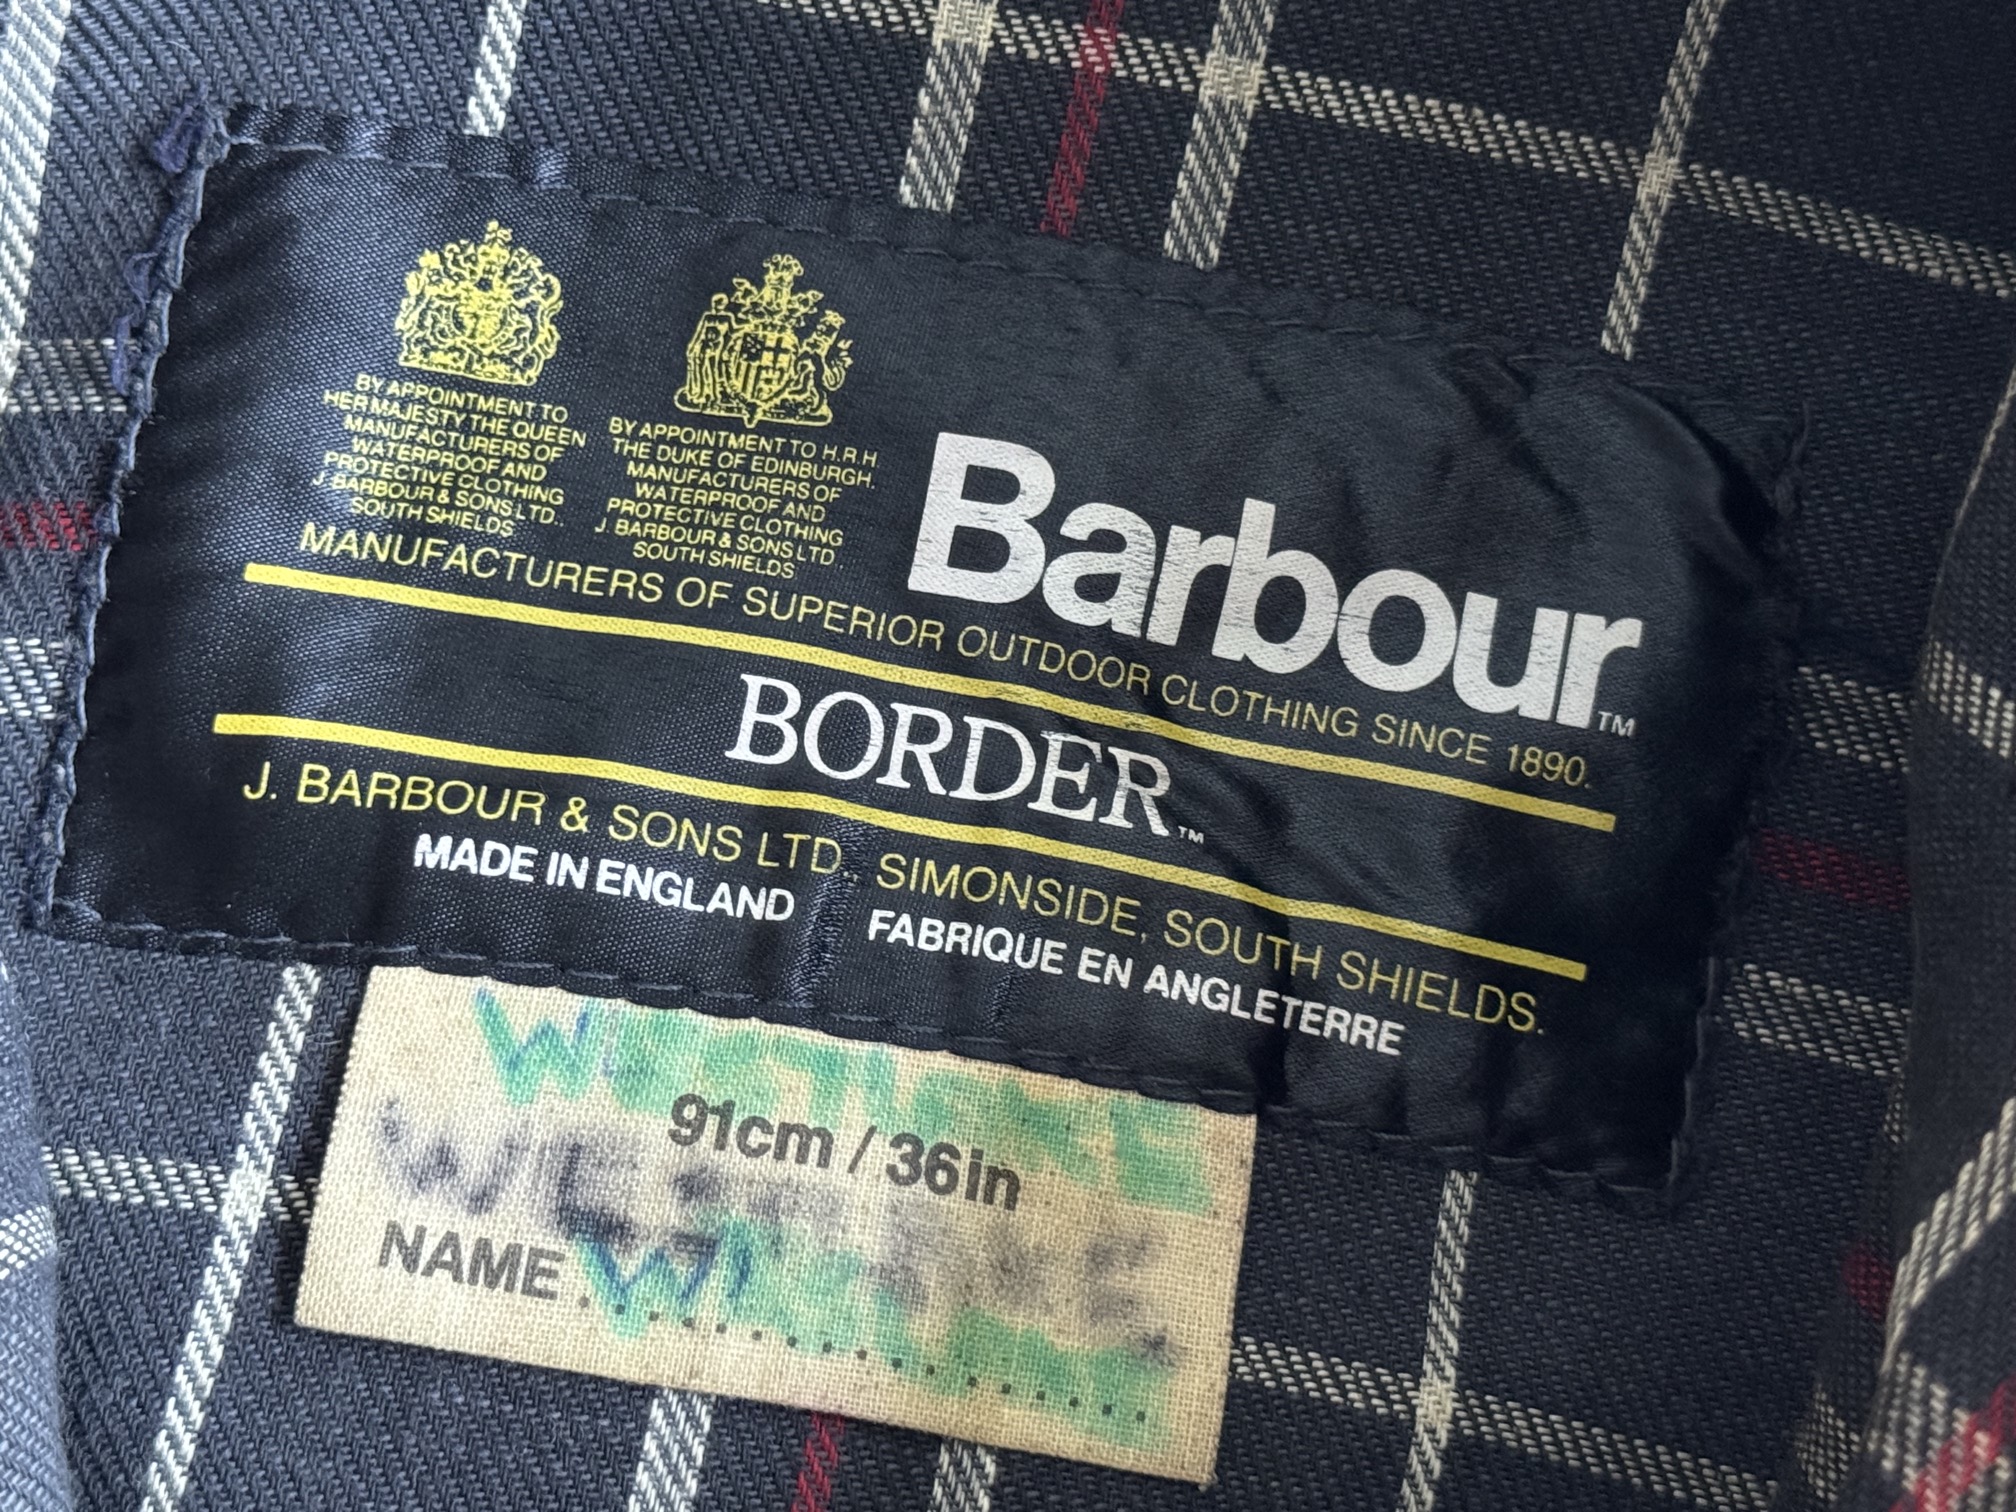 BY APPOINTMENT TO
HER MAJESTY THE QUEEN
MANUFACTURERS OF
WATERPROOF AND
PROTECTIVE CLOTHING
J. BARBOUR & SONS LTD.,
SOUTH SHIELDS
BY APPOINTMENT TO H.R.H.
THE DUKE OF EDINBURGH.
MANUFACTURERS OF
WATERPROOF AND
PROTECTIVE CLOTHING
J. BARBOUR & SONS LTD.
SOUTH SHIELDS
Barbour™
MANUFACTURERS OF SUPERIOR OUTDOOR CLOTHING SINCE 1890.
BORDER™
J. BARBOUR & SONS LTD., SIMONSIDE, SOUTH SHIELDS.
MADE IN ENGLAND FABRIQUE EN ANGLETERRE
91cm / 36in
NAME................